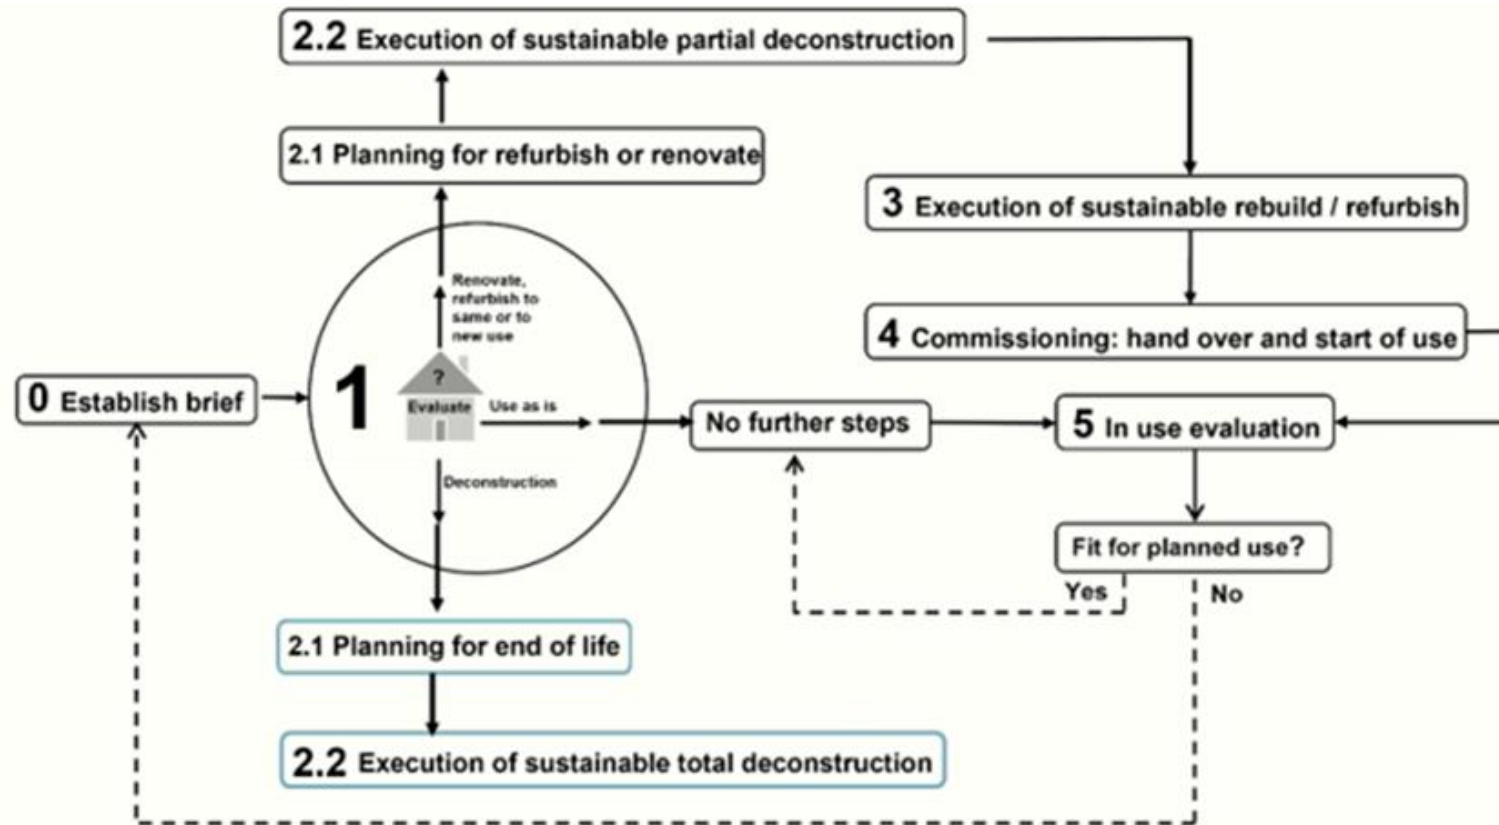 2.2 Execution of sustainable partial deconstruction
2.1 Planning for refurbish or renovate
3 Execution of sustainable rebuild / refurbish
Renovate,
refurbish to
same or to
new use
4 Commissioning: hand over and start of use
0 Establish brief
1
?
Evaluate
Use as is
No further steps
5 In use evaluation
Deconstruction
Fit for planned use?
Yes
No
2.1 Planning for end of life
2.2 Execution of sustainable total deconstruction